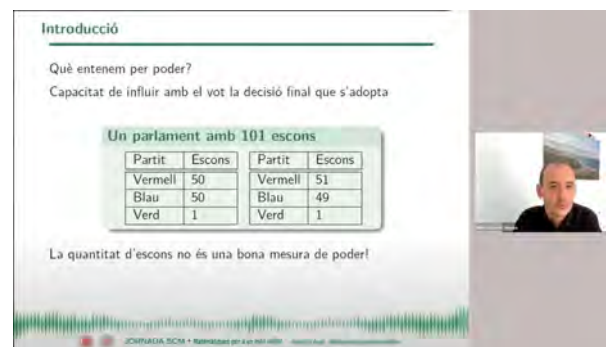 Introducció
Què entenem per poder?
Capacitat de influir amb el vot la decisió final que s'adopta
Un parlament amb 101 escons
Partit Escons Partit Escons
Vermell 50 Vermell 51
Blau 50 Blau 49
Verd 1 Verd 1
La quantitat d'escons no és una bona mesura de poder!
JORNADA SCM •